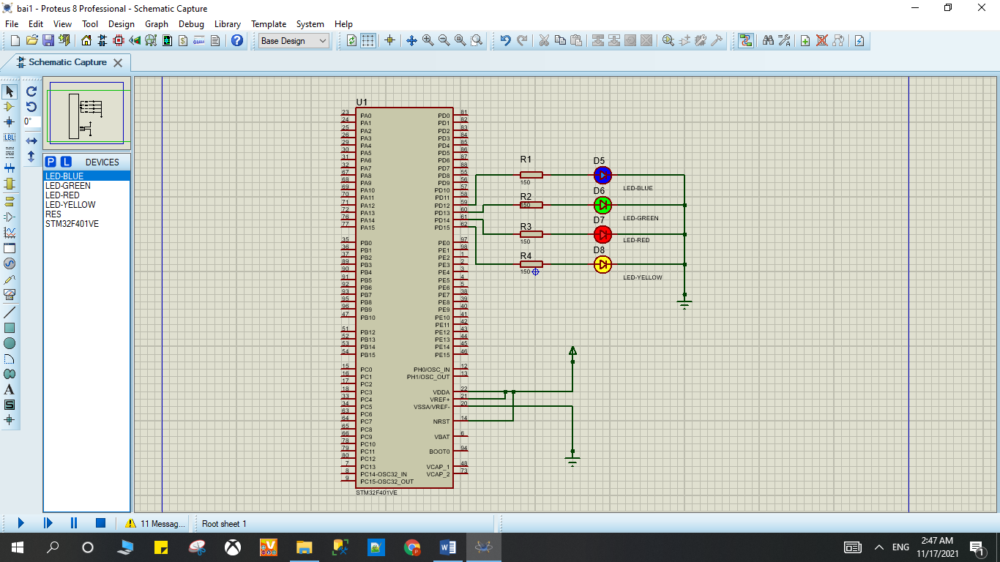 bai1 - Proteus 8 Professional - Schematic Capture
File Edit View Tool Design Graph Debug Library Template System Help
Base Design
Schematic Capture
0°
LBL
P L DEVICES
LED-BLUE
LED-GREEN
LED-RED
LED-YELLOW
RES
STM32F401VE
A
S
U1
23 PA0 PD0 81
24 PA1 PD1 82
25 PA2 PD2 83
26 PA3 PD3 84
29 PA4 PD4 85
30 PA5 PD5 86
31 PA6 PD6 87
32 PA7 PD7 88
67 PA8 PD8 55
68 PA9 PD9 56
69 PA10 PD10 57
70 PA11 PD11 58
71 PA12 PD12 59
72 PA13 PD13 60
76 PA14 PD14 61
77 PA15 PD15 62
35 PB0 PE0 97
36 PB1 PE1 98
37 PB2 PE2 1
89 PB3 PE3 2
90 PB4 PE4 3
91 PB5 PE5 4
92 PB6 PE6 5
93 PB7 PE7 38
95 PB8 PE8 39
96 PB9 PE9 40
47 PB10 PE10 41
PE11 42
51 PB12 PE12 43
52 PB13 PE13 44
53 PB14 PE14 45
54 PB15 PE15 46
15 PC0 PH0/OSC_IN 12
16 PC1 PH1/OSC_OUT 13
17 PC2
18 PC3 VDDA 22
33 PC4 VREF+ 21
34 PC5 VSSA/VREF- 20
63 PC6
64 PC7 NRST 14
65 PC8
66 PC9 VBAT 6
78 PC10
79 PC11 BOOT0 94
80 PC12
7 PC13 VCAP_1 48
8 PC14-OSC32_IN VCAP_2 73
9 PC15-OSC32_OUT
STM32F401VE
R1
150
D5
LED-BLUE
R2
150
D6
LED-GREEN
R3
150
D7
LED-RED
R4
150
D8
LED-YELLOW
11 Messag...
Root sheet 1
ENG
2:47 AM
11/17/2021
1